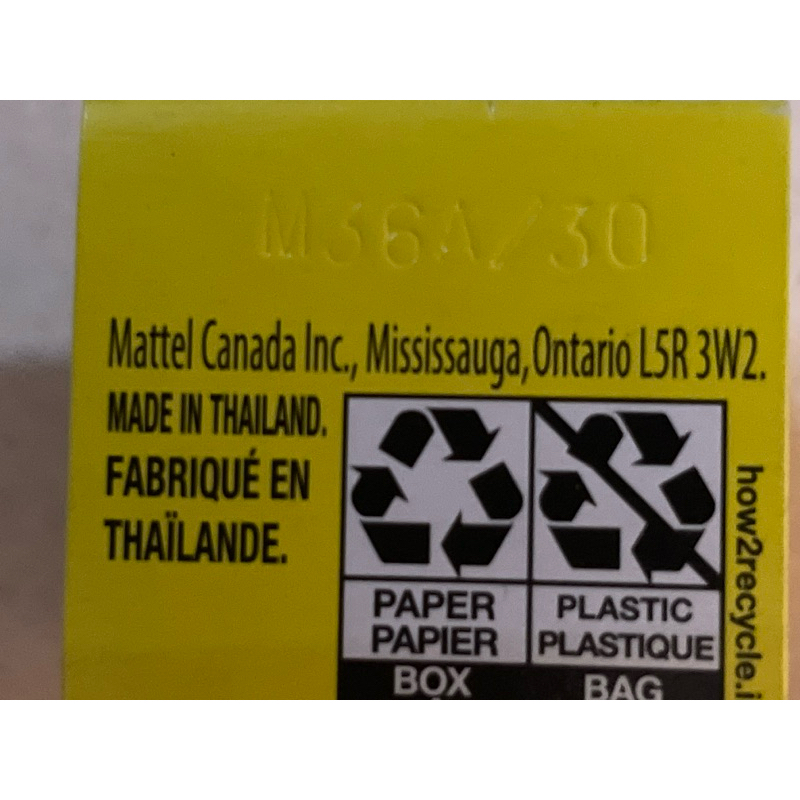 M36A/30
Mattel Canada Inc., Mississauga, Ontario L5R 3W2.
MADE IN THAILAND.
FABRIQUÉ EN
THAÏLANDE.
PAPER
PAPIER
BOX
PLASTIC
PLASTIQUE
BAG
how2recycle.i